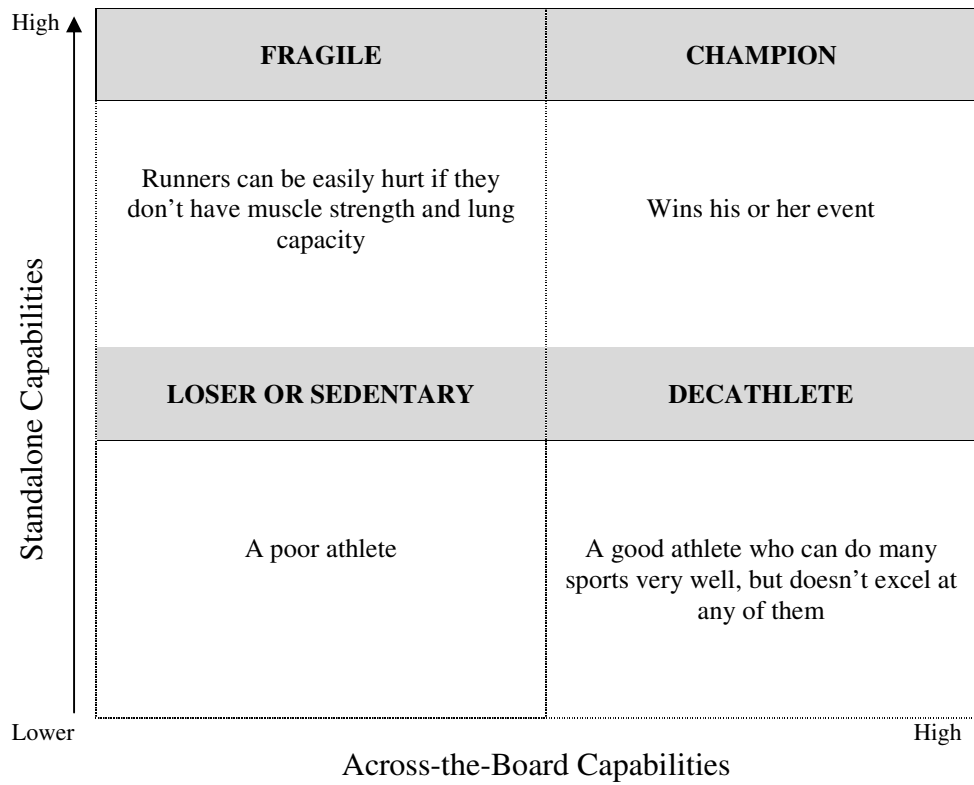 High
FRAGILE
CHAMPION
Runners can be easily hurt if they
don’t have muscle strength and lung
capacity
Wins his or her event
Standalone Capabilities
LOSER OR SEDENTARY
DECATHLETE
A poor athlete
A good athlete who can do many
sports very well, but doesn’t excel at
any of them
Lower
High
Across-the-Board Capabilities